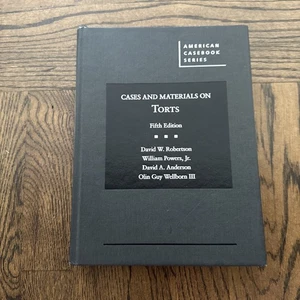 AMERICAN
CASEBOOK
SERIES
CASES AND MATERIALS ON
TORTS
Fifth Edition
David W. Robertson
William Powers, Jr.
David A. Anderson
Olin Guy Wellborn III